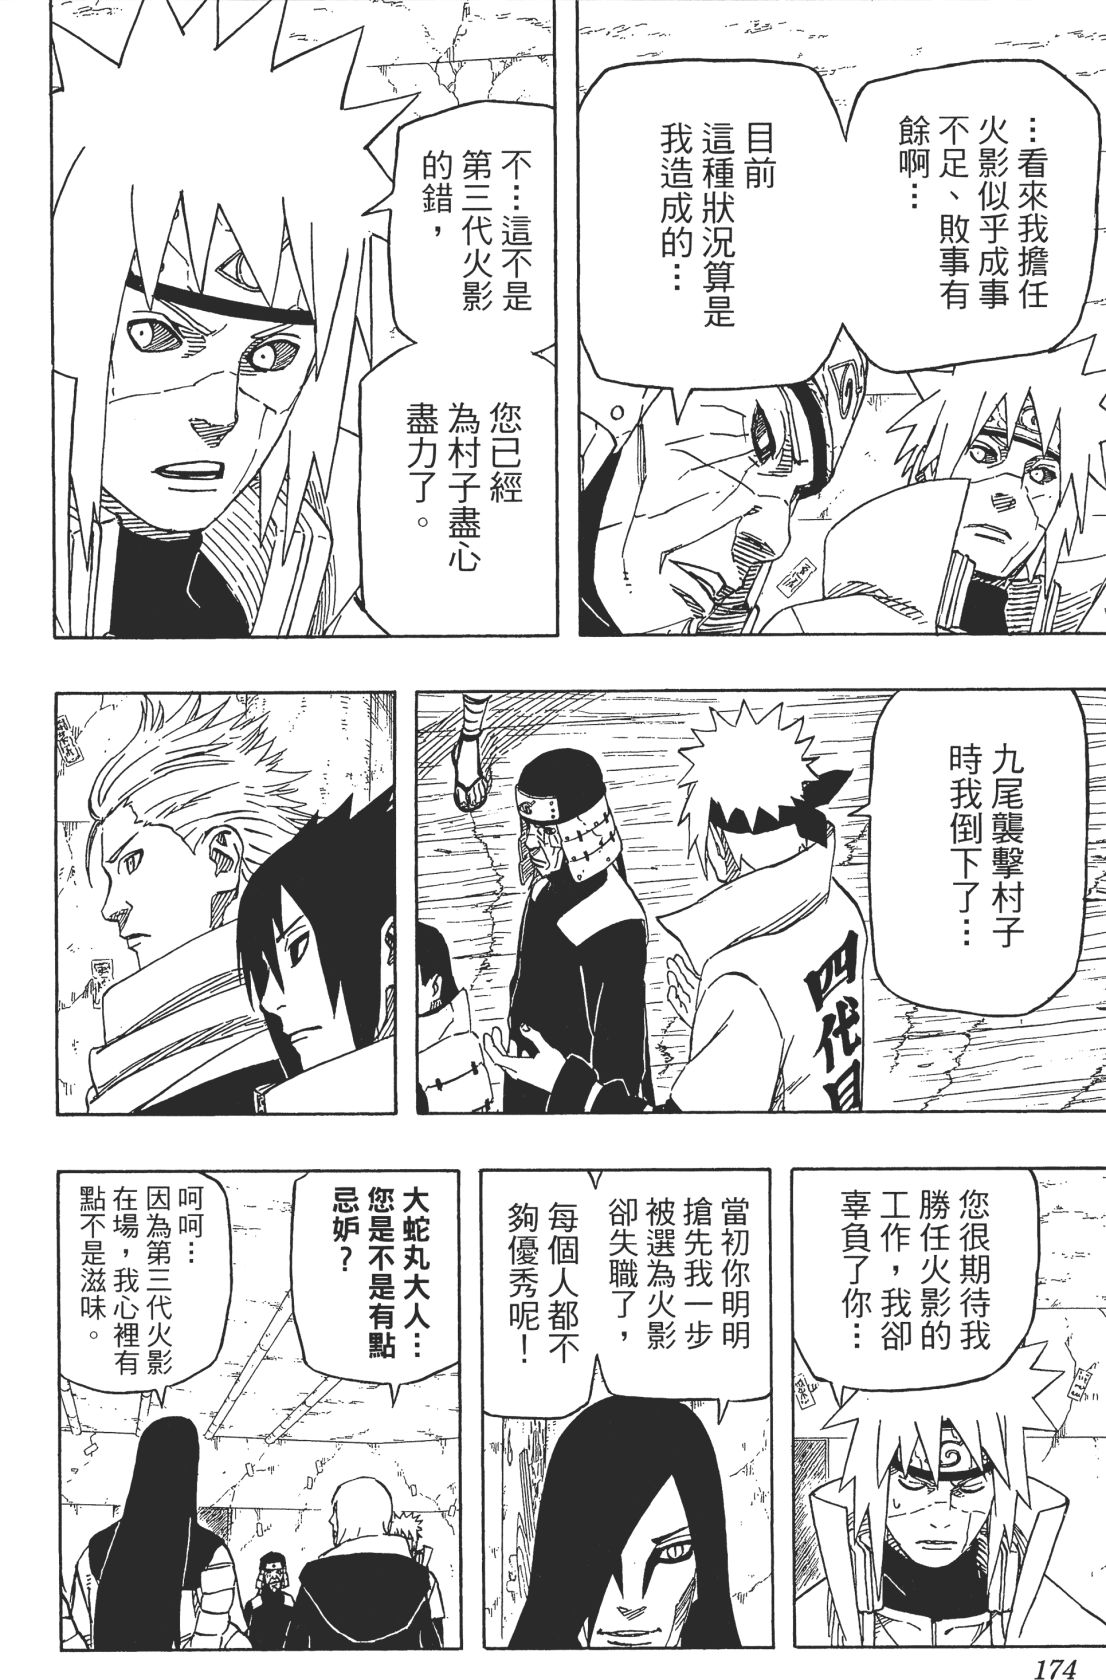 …看來我擔任
火影似乎成事
不足、敗事有
餘啊…
目前
這種狀況算是
我造成的…
不…這不是
第三代火影
的錯，
您已經
為村子盡心
盡力了。
九尾襲擊村子
時我倒下了…
四代目
您很期待我
勝任火影的
工作，我卻
辜負了你…
當初你明明
搶先我一步
被選為火影
卻失職了，
每個人都不
夠優秀呢！
大蛇丸大人…
您是不是有點
忌妒？
呵呵…
因為第三代火影
在場，我心裡有
點不是滋味。
174